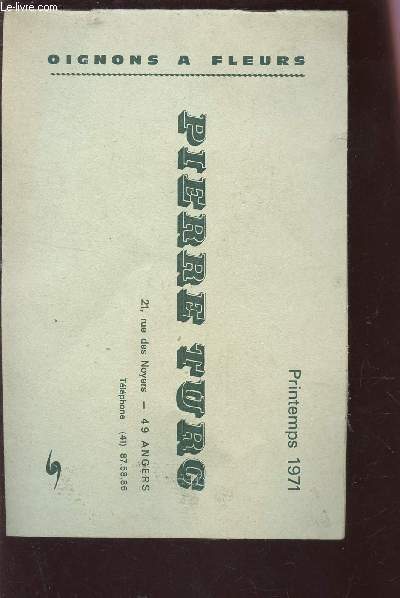 Le-livre.com
OIGNONS A FLEURS
Printemps 1971
PIERRE TURC
21, rue des Noyers — 49 ANGERS
Téléphone (41) 87.58.86